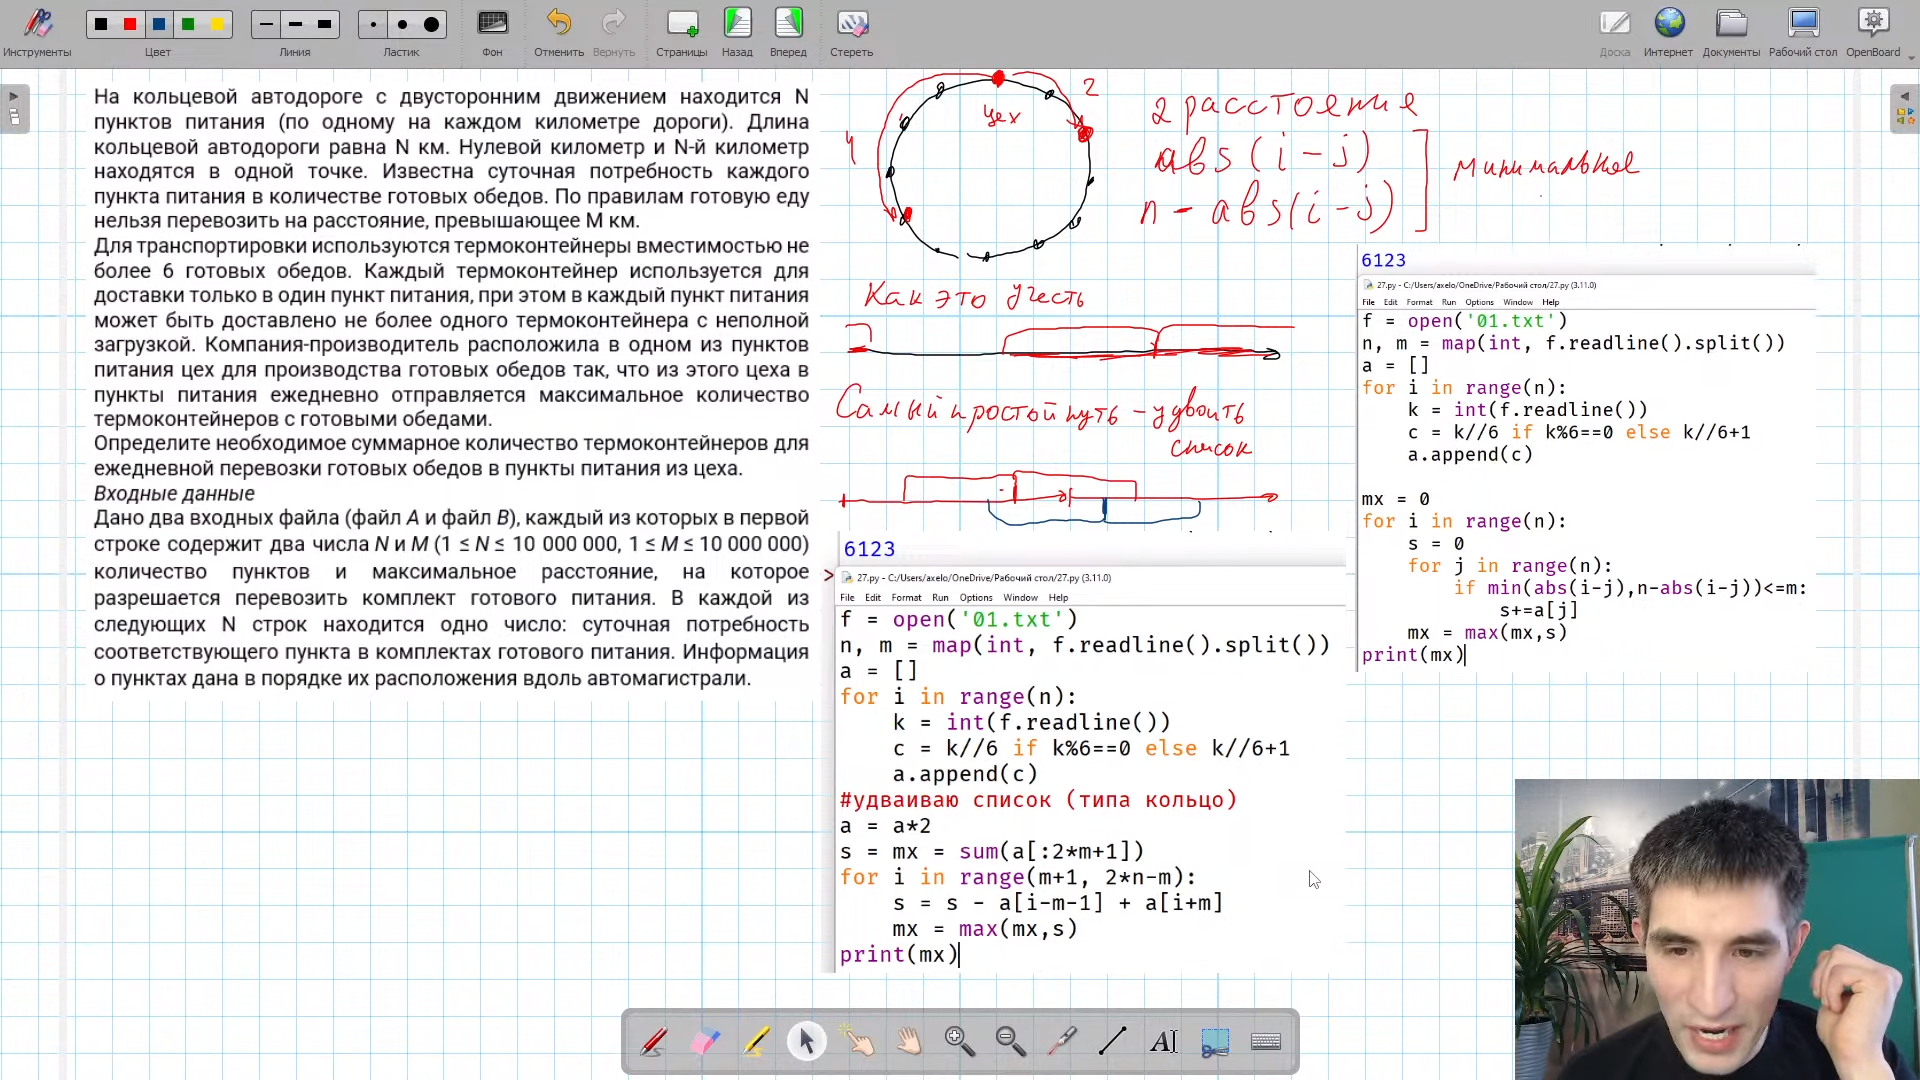 Инструменты
Цвет
Линия
Ластик
Фон
Отменить
Вернуть
Страницы
Назад
Вперед
Стереть
Доска
Интернет
Документы
Рабочий стол
OpenBoard
На кольцевой автодороге с двусторонним движением находится N
пунктов питания (по одному на каждом километре дороги). Длина
кольцевой автодороги равна N км. Нулевой километр и N-й километр
находятся в одной точке. Известна суточная потребность каждого
пункта питания в количестве готовых обедов. По правилам готовую еду
нельзя перевозить на расстояние, превышающее M км.
Для транспортировки используются термоконтейнеры вместимостью не
более 6 готовых обедов. Каждый термоконтейнер используется для
доставки только в один пункт питания, при этом в каждый пункт питания
может быть доставлено не более одного термоконтейнера с неполной
загрузкой. Компания-производитель расположила в одном из пунктов
питания цех для производства готовых обедов так, что из этого цеха в
пункты питания ежедневно отправляется максимальное количество
термоконтейнеров с готовыми обедами.
Определите необходимое суммарное количество термоконтейнеров для
ежедневной перевозки готовых обедов в пункты питания из цеха.
Входные данные
Дано два входных файла (файл A и файл B), каждый из которых в первой
строке содержит два числа N и M (1 ≤ N ≤ 10 000 000, 1 ≤ M ≤ 10 000 000)
количество пунктов и максимальное расстояние, на которое
разрешается перевозить комплект готового питания. В каждой из
следующих N строк находится одно число: суточная потребность
соответствующего пункта в комплектах готового питания. Информация
о пунктах дана в порядке их расположения вдоль автомагистрали.
цех
2
4
2 расстояние
abs(i-j)
n - abs(i-j)
минимальное
Как это учесть
Самый простой путь - удвоить
список
6123
27.py - C:/Users/axelo/OneDrive/Рабочий стол/27.py (3.11.0)
File Edit Format Run Options Window Help
f = open('01.txt')
n, m = map(int, f.readline().split())
a = []
for i in range(n):
    k = int(f.readline())
    c = k//6 if k%6==0 else k//6+1
    a.append(c)
#удваиваю список (типа кольцо)
a = a*2
s = mx = sum(a[:2*m+1])
for i in range(m+1, 2*n-m):
    s = s - a[i-m-1] + a[i+m]
    mx = max(mx,s)
print(mx)
6123
27.py - C:/Users/axelo/OneDrive/Рабочий стол/27.py (3.11.0)
File Edit Format Run Options Window Help
f = open('01.txt')
n, m = map(int, f.readline().split())
a = []
for i in range(n):
    k = int(f.readline())
    c = k//6 if k%6==0 else k//6+1
    a.append(c)
mx = 0
for i in range(n):
    s = 0
    for j in range(n):
        if min(abs(i-j),n-abs(i-j))<=m:
            s+=a[j]
    mx = max(mx,s)
print(mx)